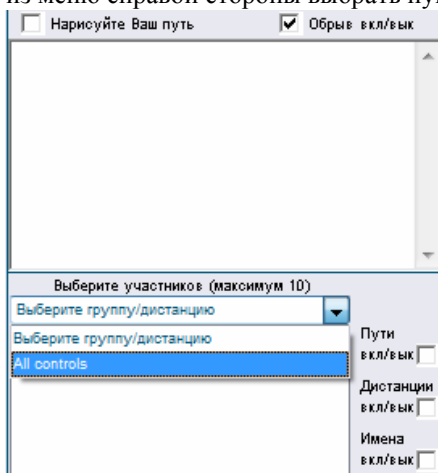 из меню справой стороны выбрать пу
Нарисуйте Ваш путь Обрыв вкл/вык
Выберите участников (максимум 10)
Выберите группу/дистанцию
Выберите группу/дистанцию
All controls
Пути
вкл/вык
Дистанции
вкл/вык
Имена
вкл/вык